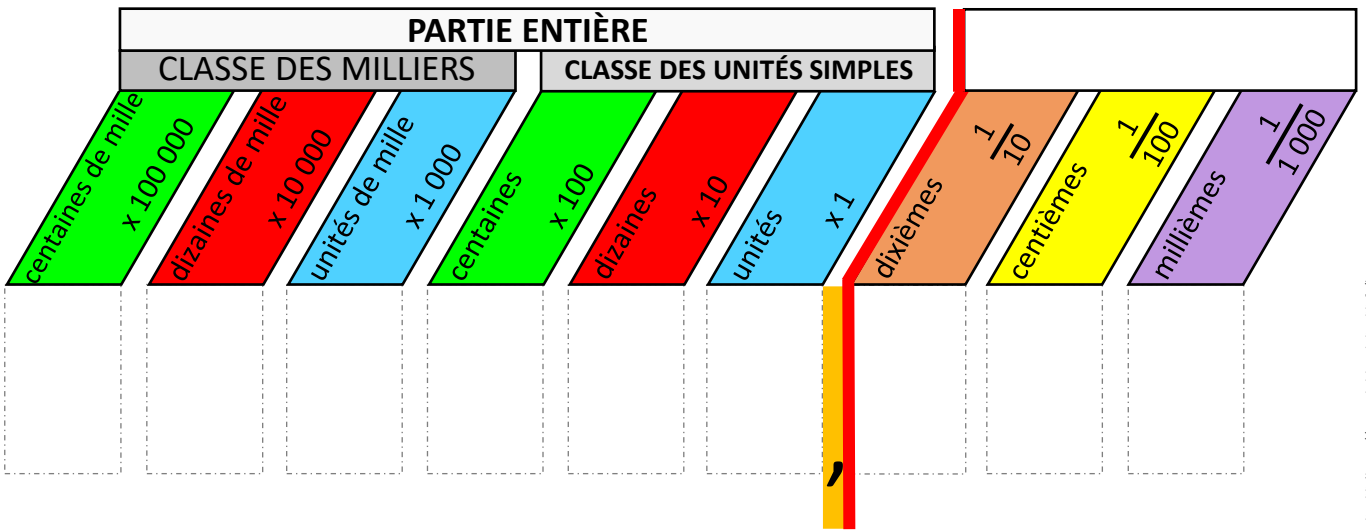 PARTIE ENTIÈRE
CLASSE DES MILLIERS
CLASSE DES UNITÉS SIMPLES
centaines de mille
x 100 000
dizaines de mille
x 10 000
unités de mille
x 1 000
centaines
x 100
dizaines
x 10
unités
x 1
dixièmes
1
10
centièmes
1
100
millièmes
1
1 000
,